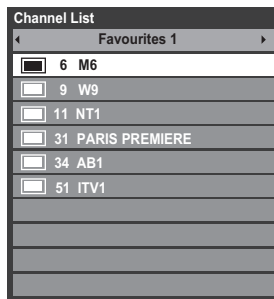 Channel List
Favourites 1
6 M6
9 W9
11 NT1
31 PARIS PREMIERE
34 AB1
51 ITV1